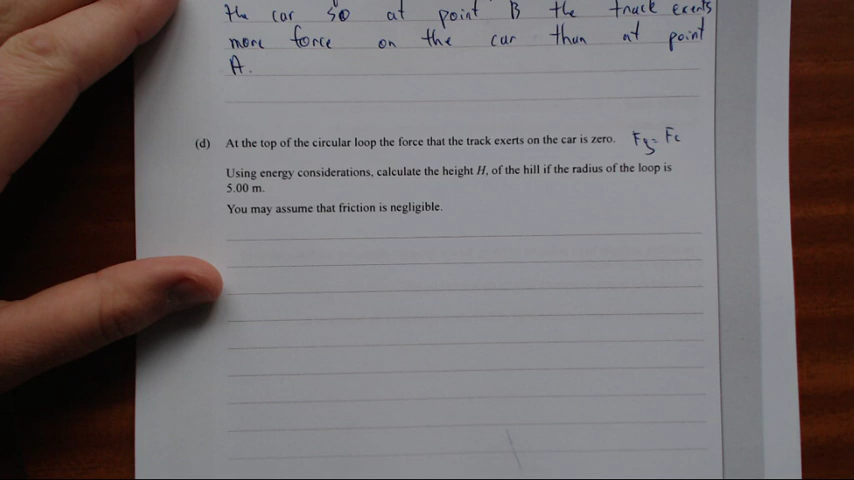 the car so at point B the track exerts
more force on the car than at point
A.
(d) At the top of the circular loop the force that the track exerts on the car is zero. Fg = Fc
Using energy considerations, calculate the height H, of the hill if the radius of the loop is
5.00 m.
You may assume that friction is negligible.